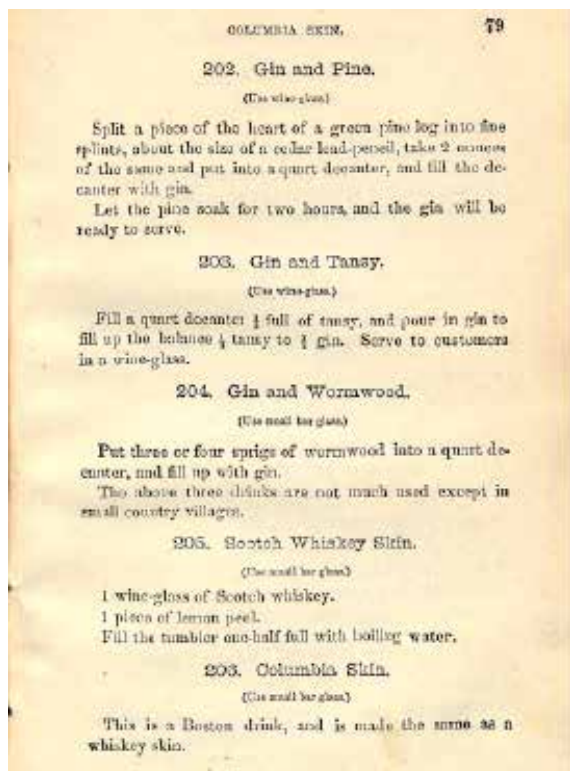 COLUMBIA SKIN. 79
202. Gin and Pine.
(Use wine-glass.)
Split a piece of the heart of a green pine log into fine
splints, about the size of a cedar lead-pencil, take 2 ounces
of the same and put into a quart decanter, and fill the de-
canter with gin.
Let the pine soak for two hours, and the gin will be
ready to serve.
203. Gin and Tansy.
(Use wine-glass.)
Fill a quart decanter ⅓ full of tansy, and pour in gin to
fill up the balance ⅓ tansy to ⅔ gin. Serve to customers
in a wine-glass.
204. Gin and Wormwood.
(Use small bar glass.)
Put three or four sprigs of wormwood into a quart de-
canter, and fill up with gin.
The above three drinks are not much used except in
small country villages.
205. Scotch Whiskey Skin.
(Use small bar glass.)
1 wine-glass of Scotch whiskey.
1 piece of lemon peel.
Fill the tumbler one-half full with boiling water.
206. Columbia Skin.
(Use small bar glass.)
This is a Boston drink, and is made the same as a
whiskey skin.